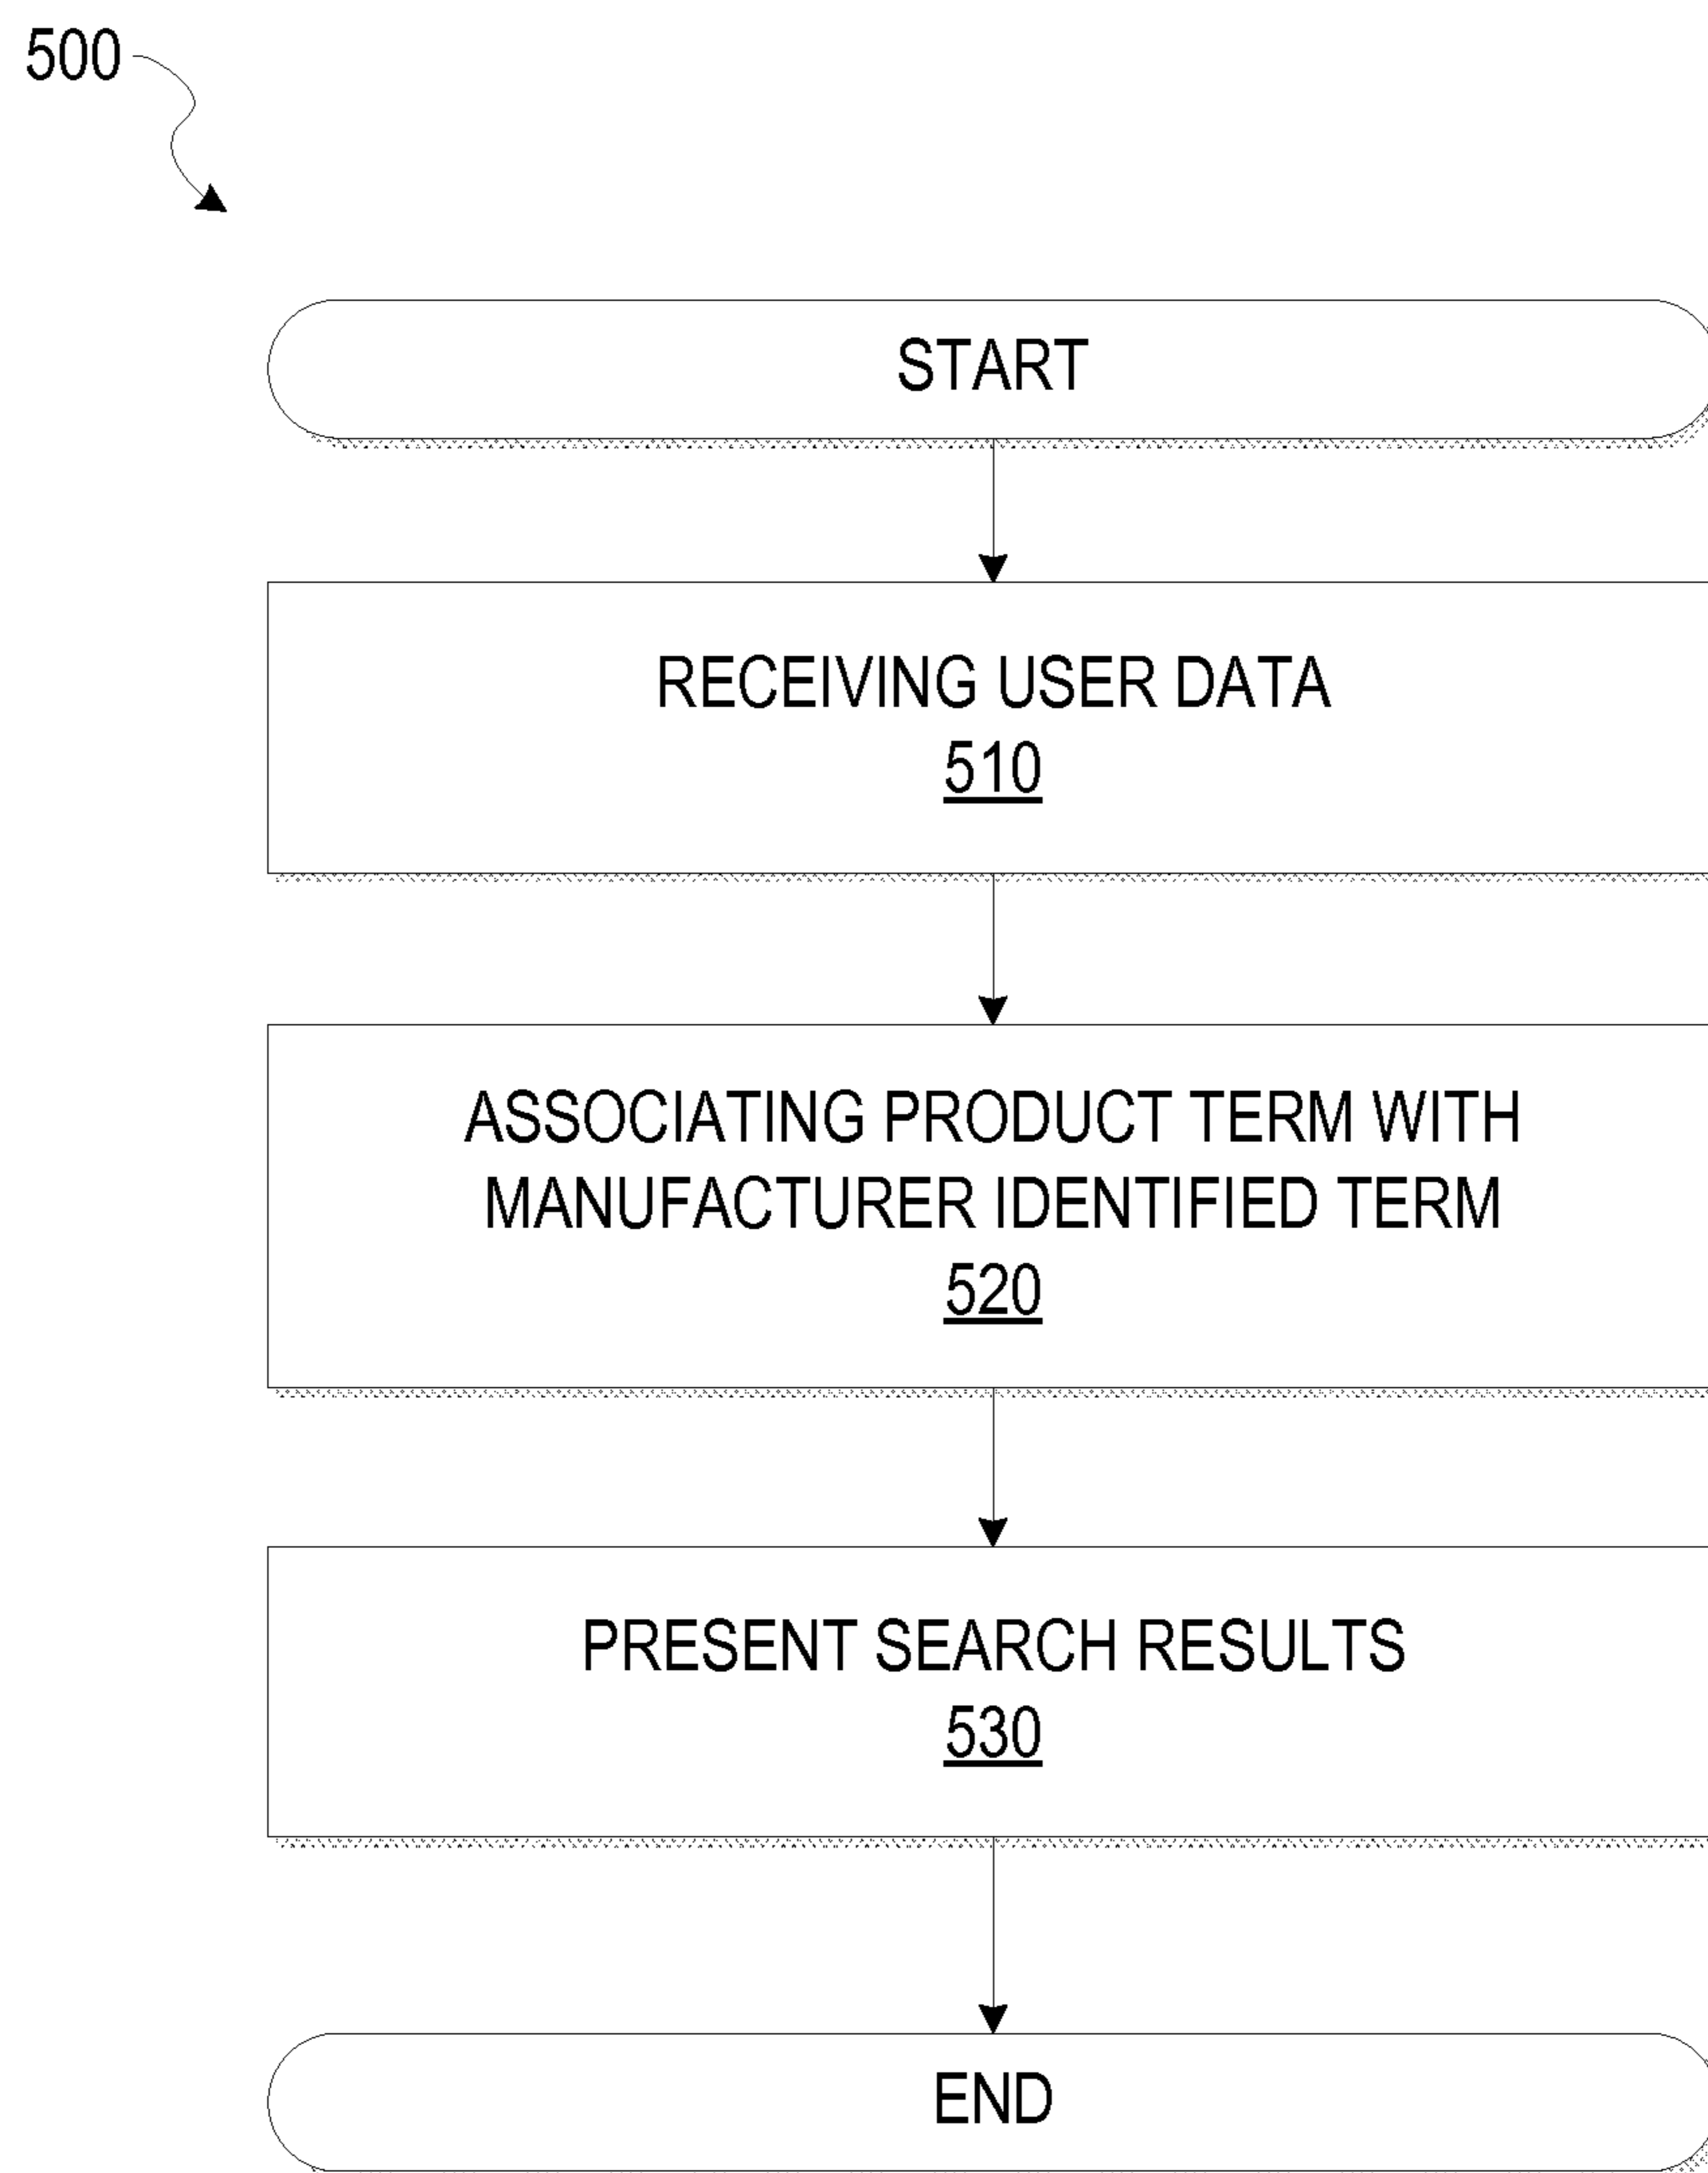 500
START
RECEIVING USER DATA
510
ASSOCIATING PRODUCT TERM WITH
MANUFACTURER IDENTIFIED TERM
520
PRESENT SEARCH RESULTS
530
END